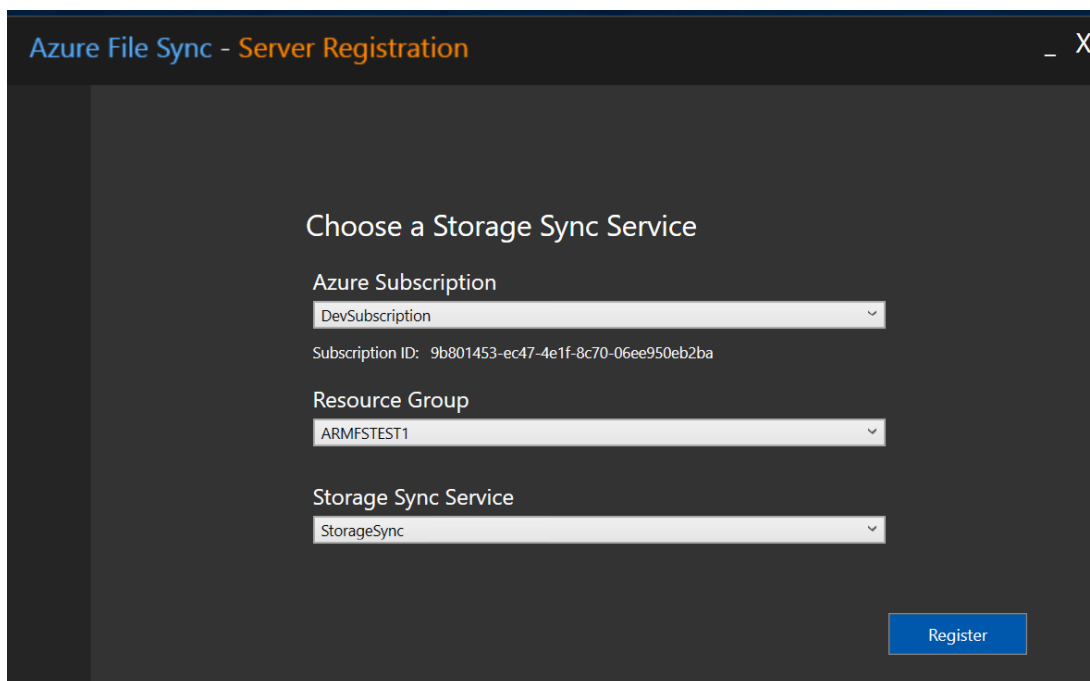 Azure File Sync - Server Registration
_ X
Choose a Storage Sync Service
Azure Subscription
DevSubscription
Subscription ID: 9b801453-ec47-4e1f-8c70-06ee950eb2ba
Resource Group
ARMFSTEST1
Storage Sync Service
StorageSync
Register